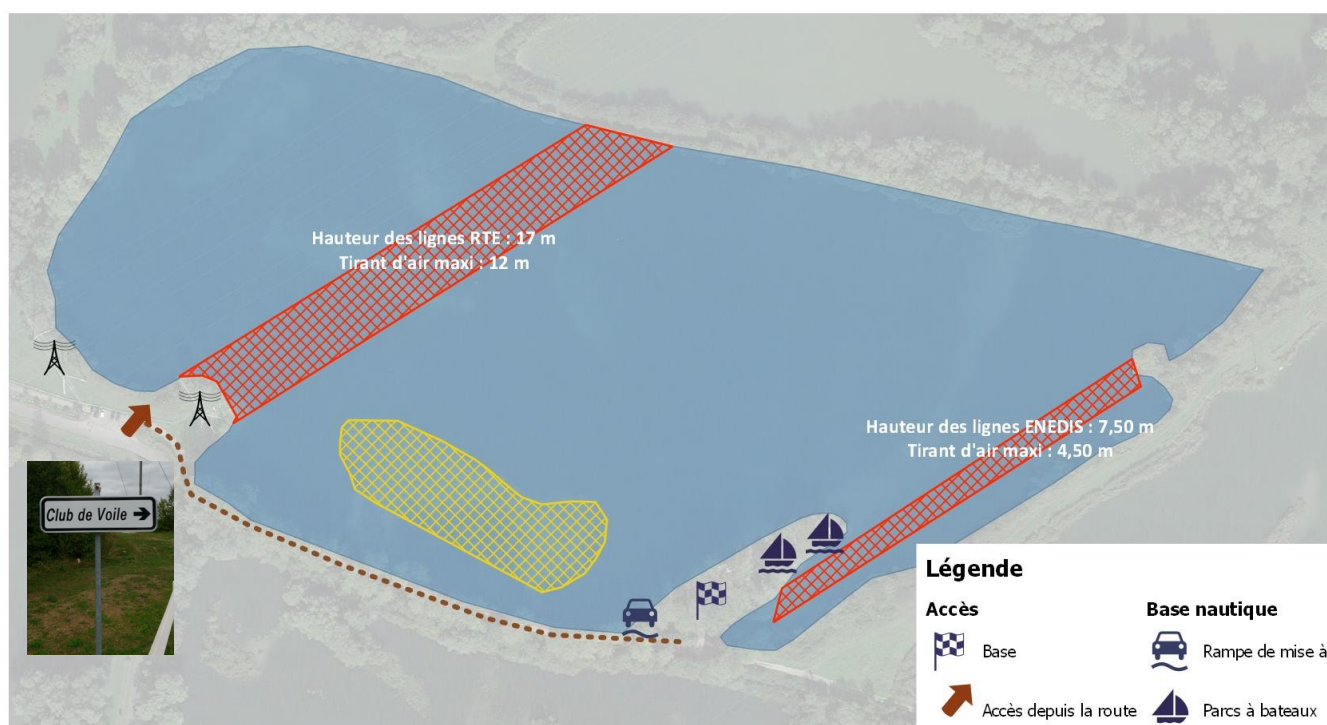 Hauteur des lignes RTE : 17 m
Tirant d'air maxi : 12 m
Hauteur des lignes ENEDIS : 7,50 m
Tirant d'air maxi : 4,50 m
Club de Voile
Légende
Accès
Base
Accès depuis la route
Base nautique
Rampe de mise à
Parcs à bateaux